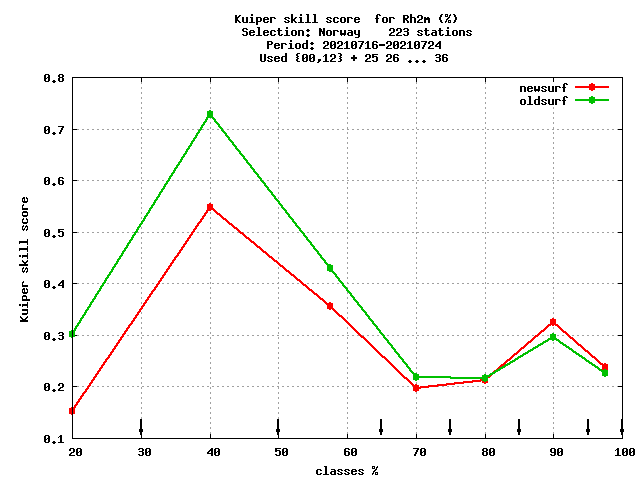 Kuiper skill score  for Rh2m (%)
Selection: Norway    223 stations
Period: 20210716-20210724
Used {00,12} + 25 26 ... 36
newsurf
oldsurf
0.8
0.7
0.6
0.5
0.4
0.3
0.2
0.1
Kuiper skill score
20 30 40 50 60 70 80 90 100
classes %